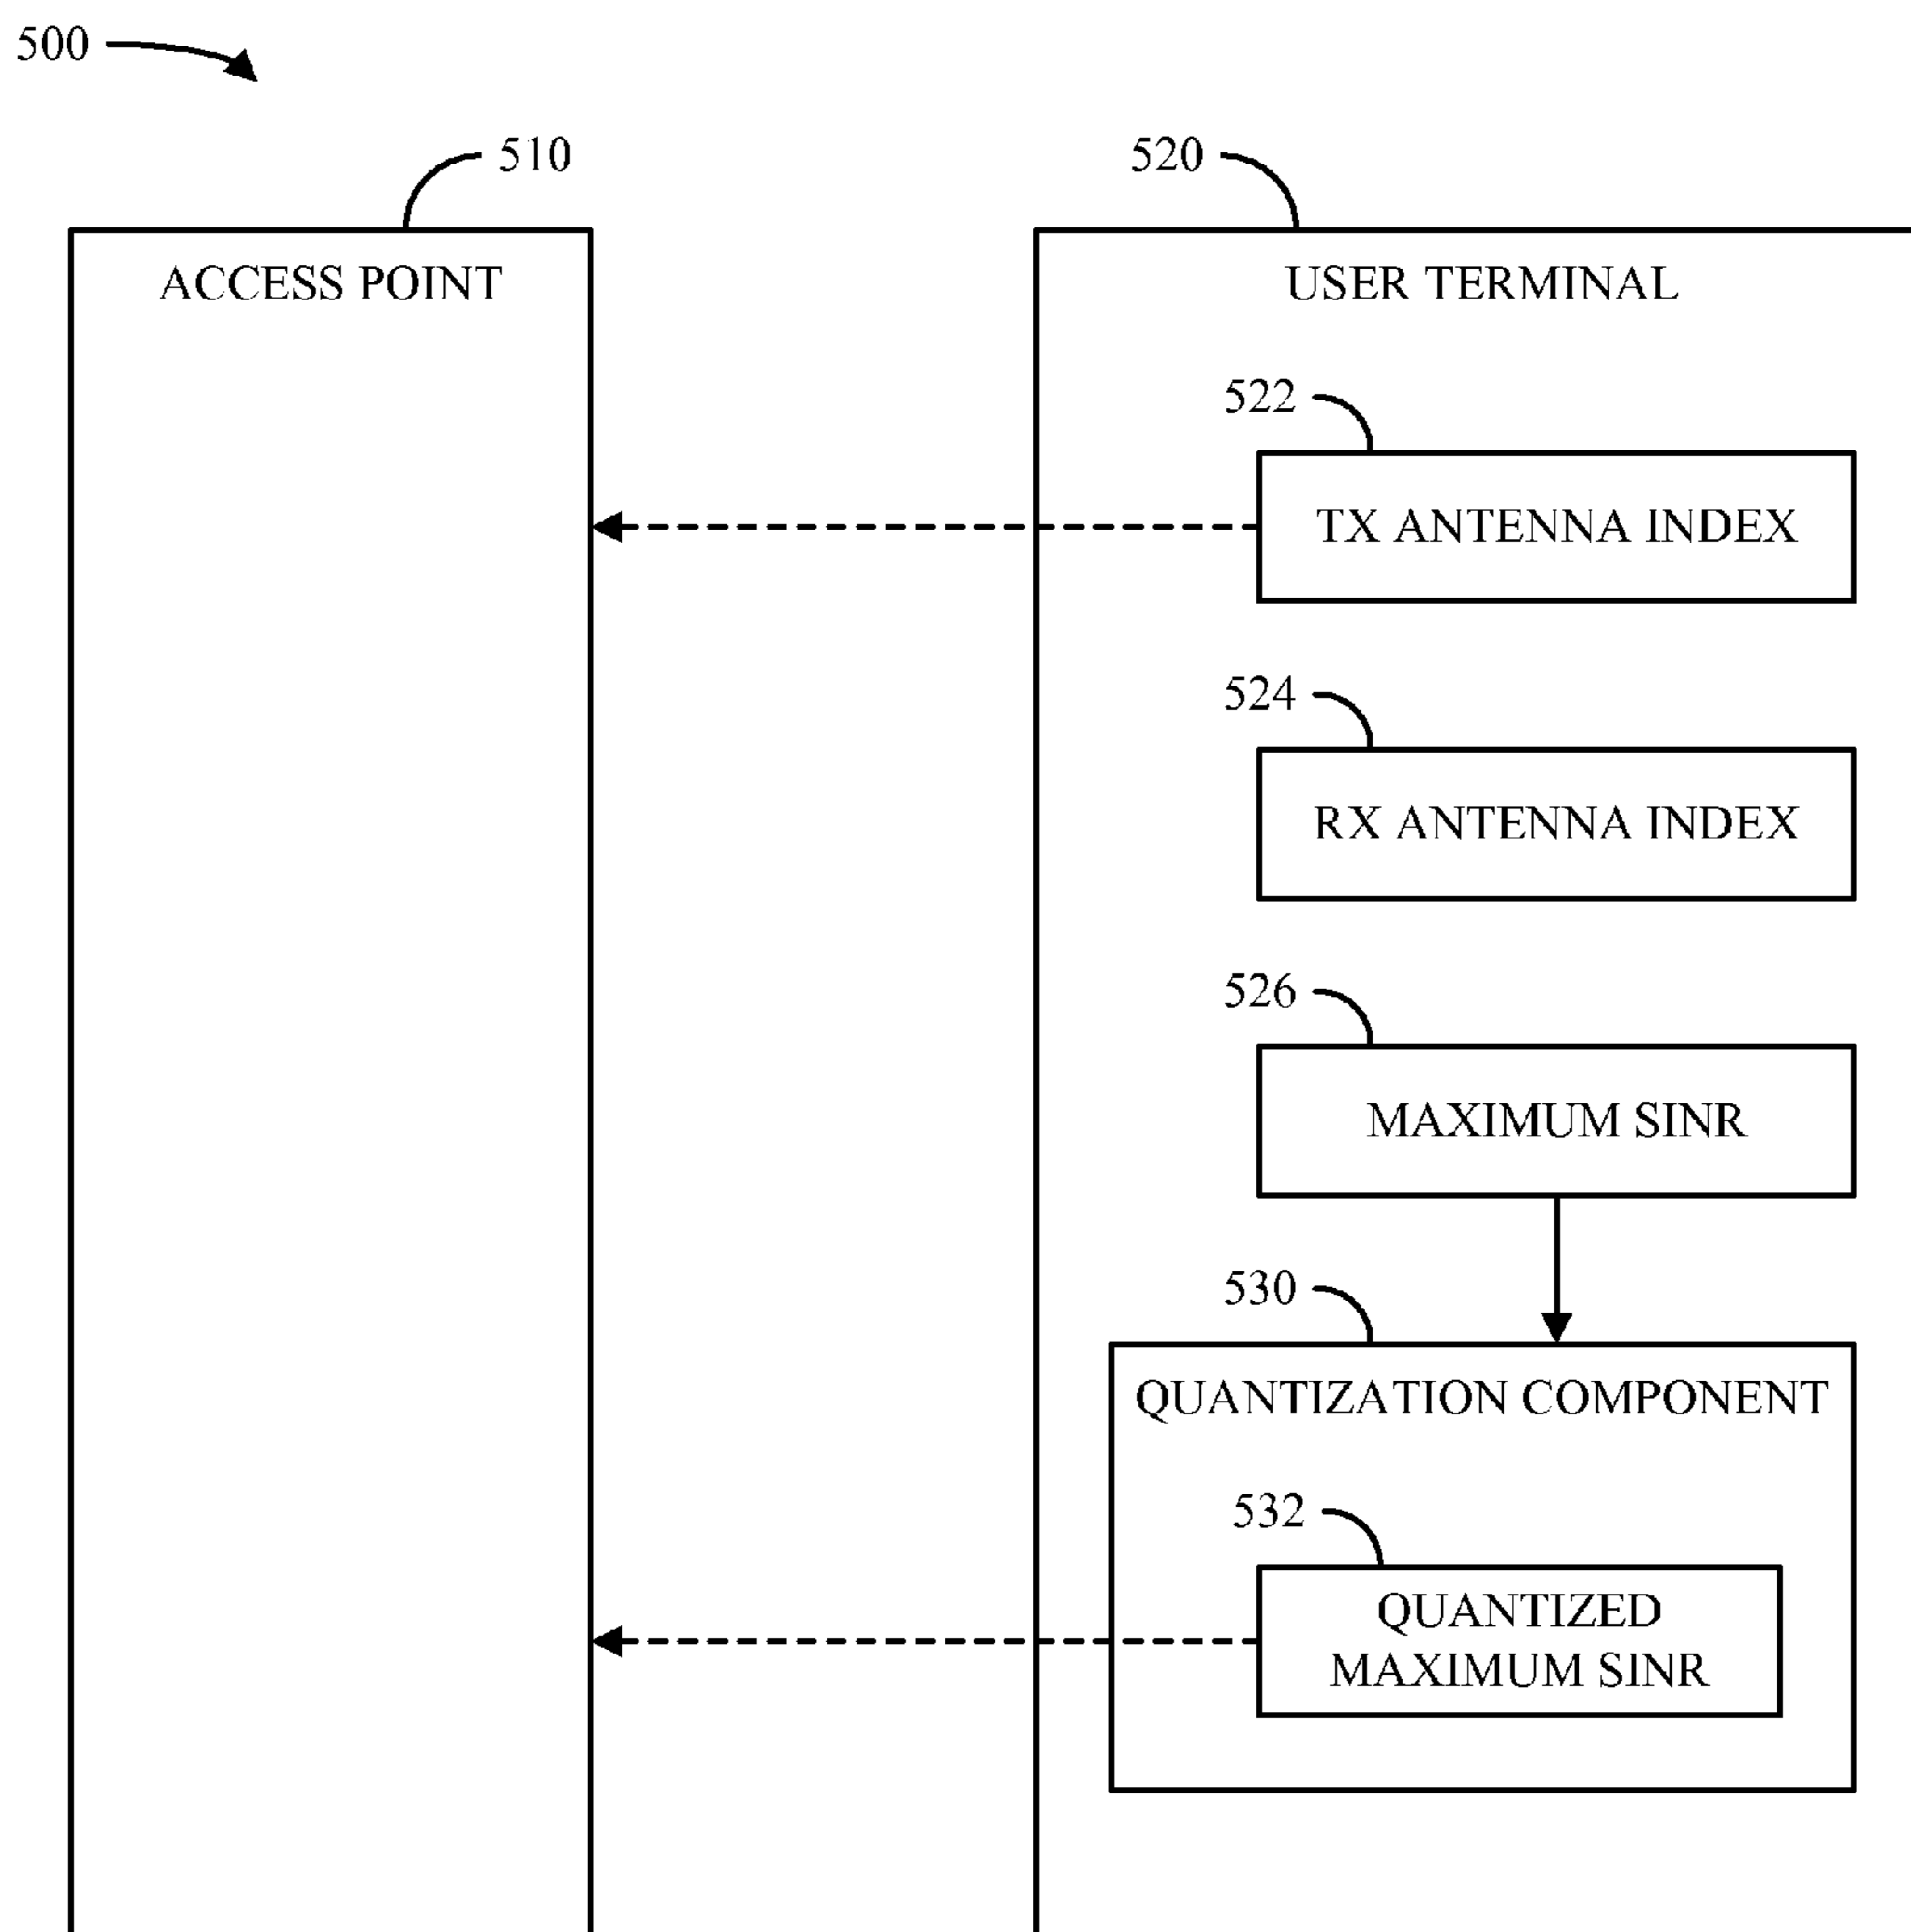 500
510
520
ACCESS POINT
USER TERMINAL
522
TX ANTENNA INDEX
524
RX ANTENNA INDEX
526
MAXIMUM SINR
530
QUANTIZATION COMPONENT
532
QUANTIZED
MAXIMUM SINR